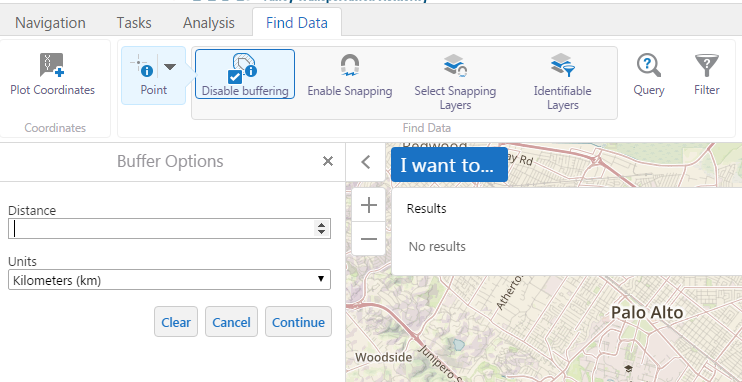 Navigation Tasks Analysis Find Data
Plot Coordinates
Point
Disable buffering
Enable Snapping
Select Snapping
Layers
Identifiable
Layers
Query
Filter
Coordinates
Find Data
Buffer Options
Distance
Units
Kilometers (km)
Clear Cancel Continue
I want to...
Results
No results
Redwood
ay Rd
Atherto
Palo Alto
Woodside
Junipero S